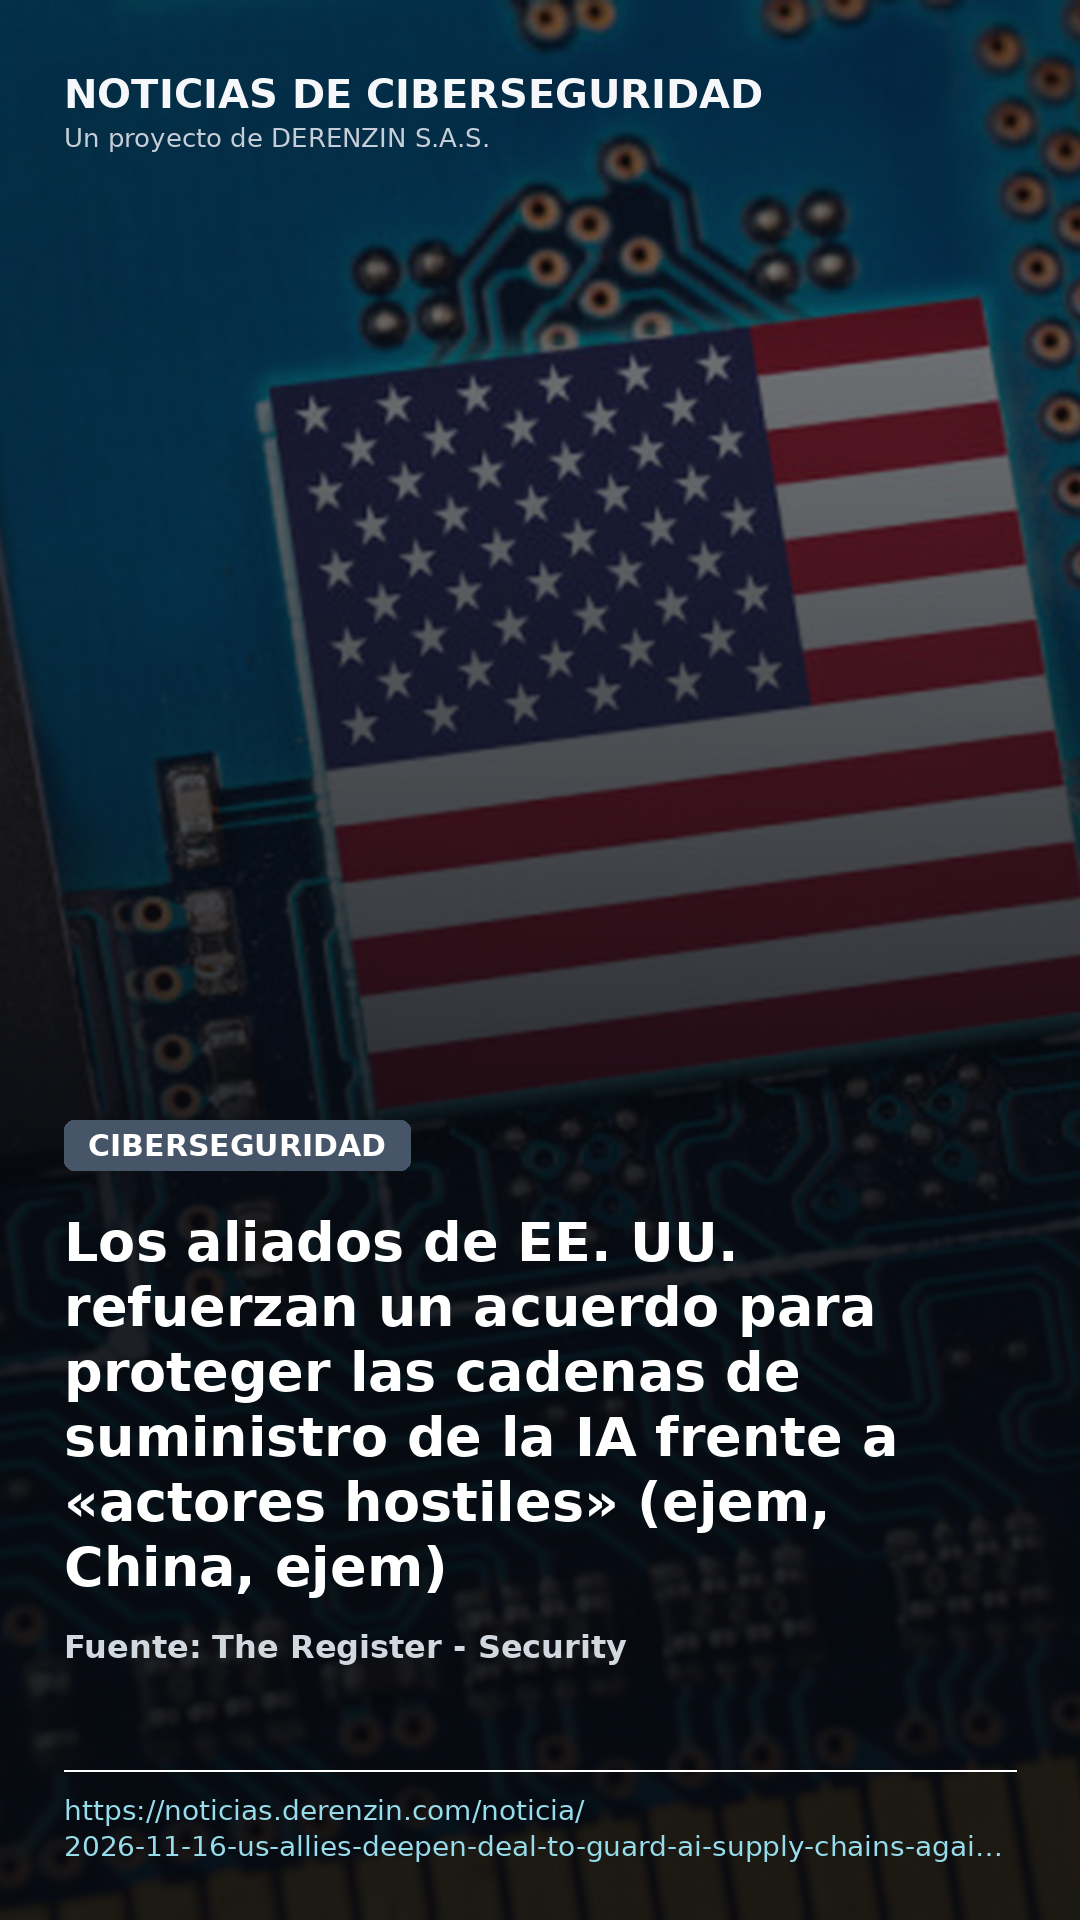 NOTICIAS DE CIBERSEGURIDAD
Un proyecto de DERENZIN S.A.S.
CIBERSEGURIDAD
Los aliados de EE. UU.
refuerzan un acuerdo para
proteger las cadenas de
suministro de la IA frente a
«actores hostiles» (ejem,
China, ejem)
Fuente: The Register - Security
https://noticias.derenzin.com/noticia/
2026-11-16-us-allies-deepen-deal-to-guard-ai-supply-chains-agai…